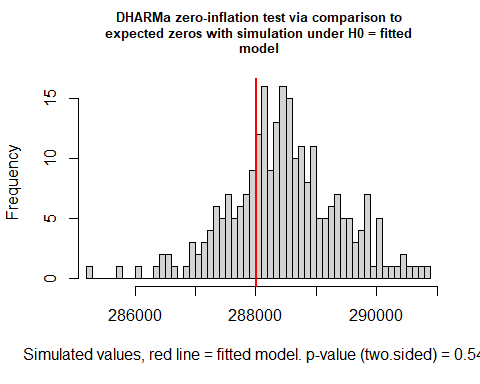 DHARMa zero-inflation test via comparison to
expected zeros with simulation under H0 = fitted
model
15
10
5
0
Frequency
286000 288000 290000
Simulated values, red line = fitted model. p-value (two.sided) = 0.54